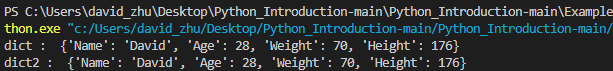 PS C:\Users\david_zhu\Desktop\Python_Introduction-main\Python_Introduction-main\Example
thon.exe "c:/Users/david_zhu/Desktop/Python_Introduction-main/Python_Introduction-main/
dict :  {'Name': 'David', 'Age': 28, 'Weight': 70, 'Height': 176}
dict2 :  {'Name': 'David', 'Age': 28, 'Weight': 70, 'Height': 176}